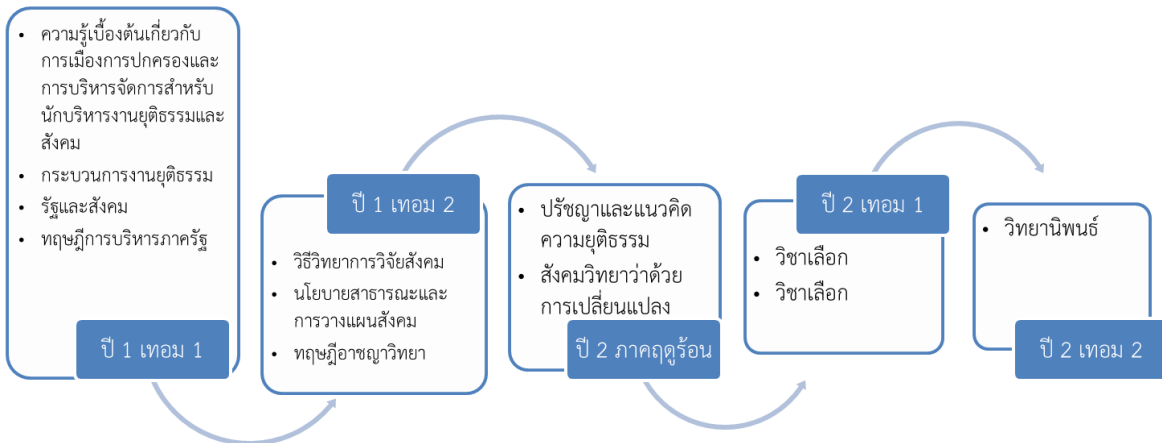 • ความรู้เบื้องต้นเกี่ยวกับ
การเมืองการปกครองและ
การบริหารจัดการสำหรับ
นักบริหารงานยุติธรรมและ
สังคม
• กระบวนการงานยุติธรรม
• รัฐและสังคม
• ทฤษฎีการบริหารภาครัฐ
ปี 1 เทอม 1
ปี 1 เทอม 2
• วิธีวิทยาการวิจัยสังคม
• นโยบายสาธารณะและ
การวางแผนสังคม
• ทฤษฎีอาชญาวิทยา
• ปรัชญาและแนวคิด
ความยุติธรรม
• สังคมวิทยาว่าด้วย
การเปลี่ยนแปลง
ปี 2 ภาคฤดูร้อน
ปี 2 เทอม 1
• วิชาเลือก
• วิชาเลือก
• วิทยานิพนธ์
ปี 2 เทอม 2